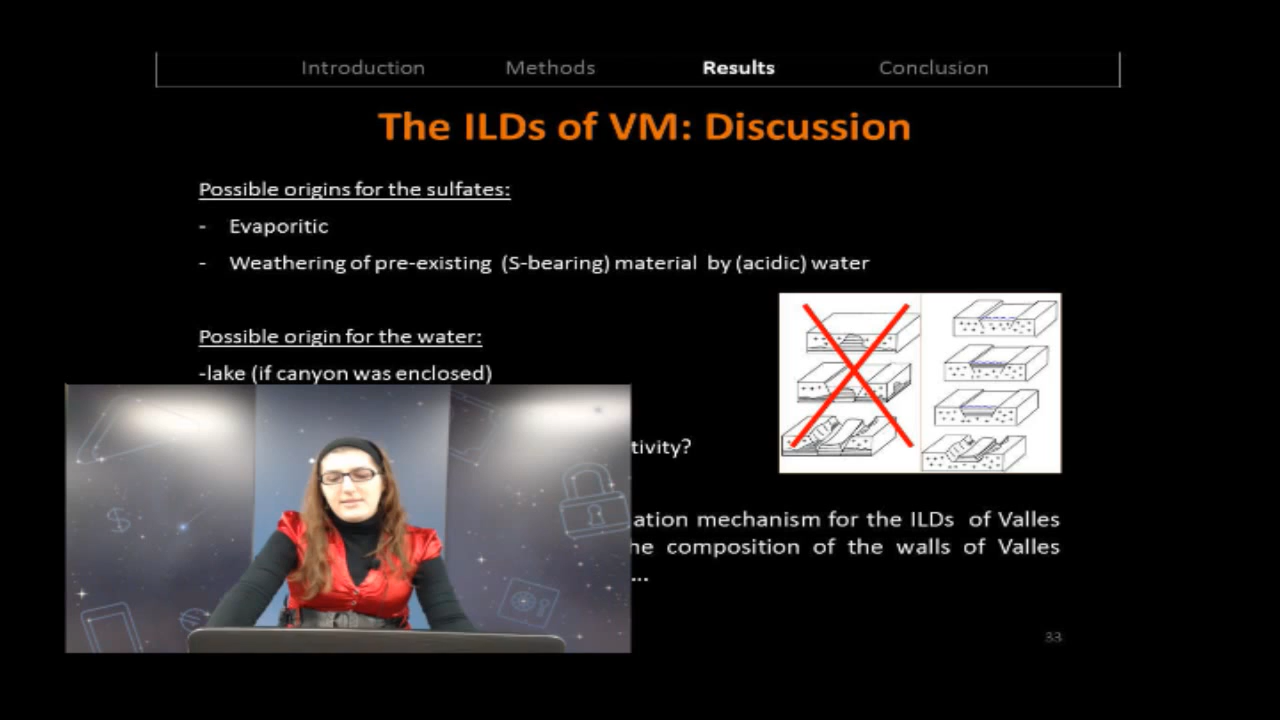 Introduction Methods Results Conclusion
The ILDs of VM: Discussion
Possible origins for the sulfates:
- Evaporitic
- Weathering of pre-existing (S-bearing) material by (acidic) water
Possible origin for the water:
-lake (if canyon was enclosed)
tivity?
ation mechanism for the ILDs of Valles
he composition of the walls of Valles
...
33